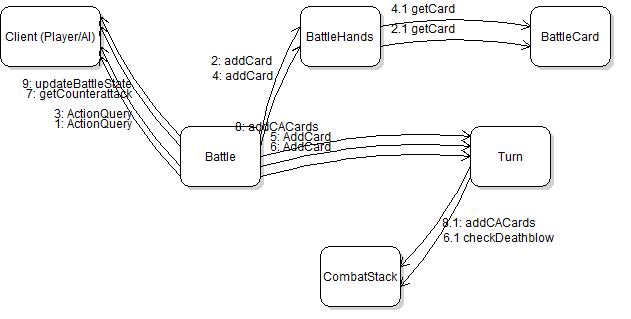 4.1 getCard
Client (Player/AI)
BattleHands
BattleCard
2.1 getCard
2: addCard
4: addCard
9: updateBattleState
7: getCounterattack
3: ActionQuery
1: ActionQuery
8: addCACards
5: AddCard
6: AddCard
Battle
Turn
8.1: addCACards
6.1 checkDeathblow
CombatStack